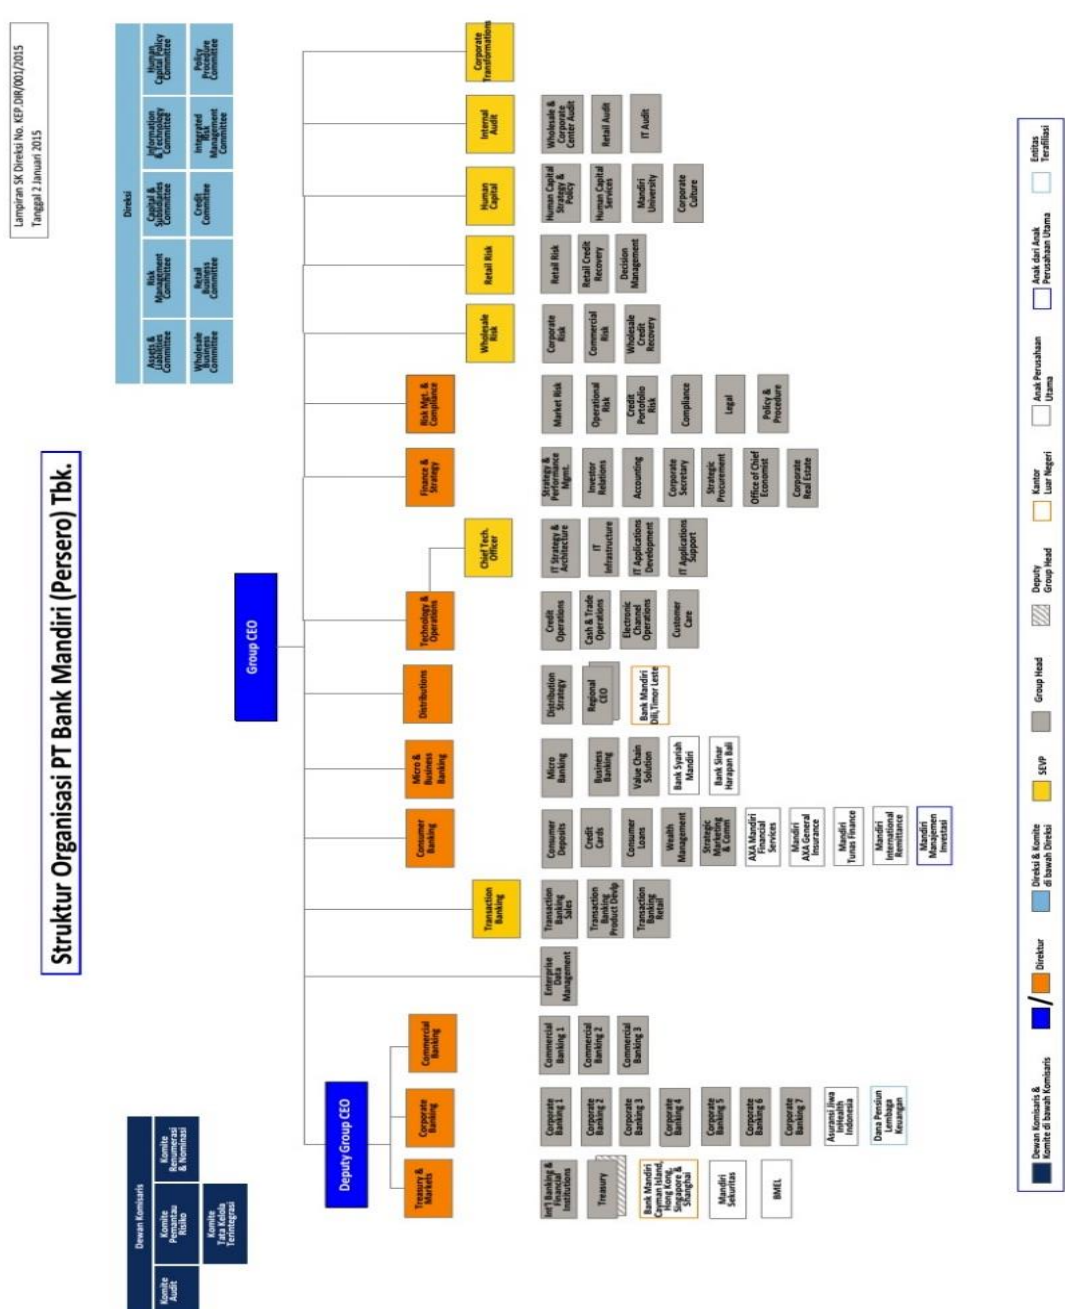 Lampiran SK Direksi No. KEP.DIR/001/2015
Tanggal 2 Januari 2015
Struktur Organisasi PT Bank Mandiri (Persero) Tbk.
Dewan Komisaris
Komite
Audit
Komite
Pemantau
Risiko
Komite
Renumerasi
& Nominasi
Komite
Tata Kelola
Terintegrasi
Direksi
Assets &
Liabilities
Committee
Risk
Management
Committee
Capital &
Subsidiaries
Committee
Information
& Technology
Committee
Human
Capital Policy
Committee
Wholesale
Business
Committee
Retail
Business
Committee
Credit
Committee
Integrated
Risk
Management
Committee
Policy
Procedure
Committee
Group CEO
Deputy Group CEO
Treasury &
Markets
Int'l Banking &
Financial
Institutions
Treasury
Bank Mandiri
Cayman Island,
Hong Kong,
Singapore &
Shanghai
Mandiri
Sekuritas
BMEL
Corporate
Banking
Corporate
Banking 1
Corporate
Banking 2
Corporate
Banking 3
Corporate
Banking 4
Corporate
Banking 5
Corporate
Banking 6
Corporate
Banking 7
Asuransi Jiwa
InHealth
Indonesia
Dana Pensiun
Lembaga
Keuangan
Commercial
Banking
Commercial
Banking 1
Commercial
Banking 2
Commercial
Banking 3
Enterprise
Data
Management
Transaction
Banking
Transaction
Banking
Sales
Transaction
Banking
Product Devlp
Transaction
Banking
Retail
Consumer
Banking
Consumer
Deposits
Credit
Cards
Consumer
Loans
Wealth
Management
Strategic
Marketing
& Comm
AXA Mandiri
Financial
Services
Mandiri
AXA General
Insurance
Mandiri
Tunas Finance
Mandiri
International
Remittance
Mandiri
Manajemen
Investasi
Micro &
Business
Banking
Micro
Banking
Business
Banking
Value Chain
Solution
Bank Syariah
Mandiri
Bank Sinar
Harapan Bali
Distributions
Distribution
Strategy
Regional
CEO
Bank Mandiri
Dili,Timor Leste
Technology &
Operations
Credit
Operations
Cash & Trade
Operations
Electronic
Channel
Operations
Customer
Care
Chief Tech.
Officer
IT Strategy &
Architecture
IT
Infrastructure
IT Applications
Development
IT Applications
Support
Finance &
Strategy
Strategy &
Performance
Mgmt.
Investor
Relations
Accounting
Corporate
Secretary
Strategic
Procurement
Office of Chief
Economist
Corporate
Real Estate
Risk Mgt. &
Compliance
Market Risk
Operational
Risk
Credit
Portofolio
Risk
Compliance
Legal
Policy &
Procedure
Wholesale
Risk
Corporate
Risk
Commercial
Risk
Wholesale
Credit
Recovery
Retail Risk
Retail Risk
Retail Credit
Recovery
Decision
Management
Human
Capital
Human Capital
Strategy &
Policy
Human Capital
Services
Mandiri
University
Corporate
Culture
Internal
Audit
Wholesale &
Corporate
Center Audit
Retail Audit
IT Audit
Corporate
Transformations
Dewan Komisaris &
Komite di bawah Komisaris
/
Direktur
Direksi & Komite
di bawah Direksi
SEVP
Group Head
Deputy
Group Head
Kantor
Luar Negeri
Anak Perusahaan
Utama
Anak dari Anak
Perusahaan Utama
Entitas
Terafiliasi